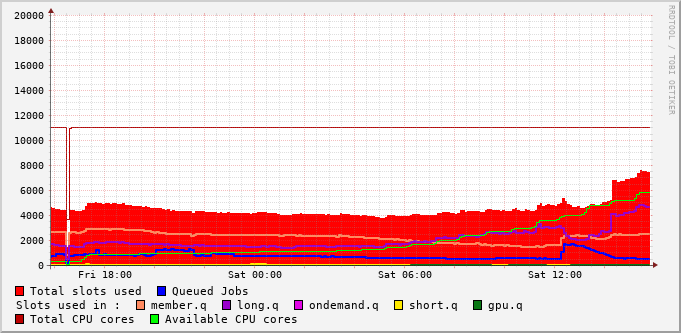 20000
18000
16000
14000
12000
10000
8000
6000
4000
2000
0
Fri 18:00 Sat 00:00 Sat 06:00 Sat 12:00
Total slots used Queued Jobs
Slots used in : member.q long.q ondemand.q short.q gpu.q
Total CPU cores Available CPU cores
RRDTOOL / TOBI OETIKER